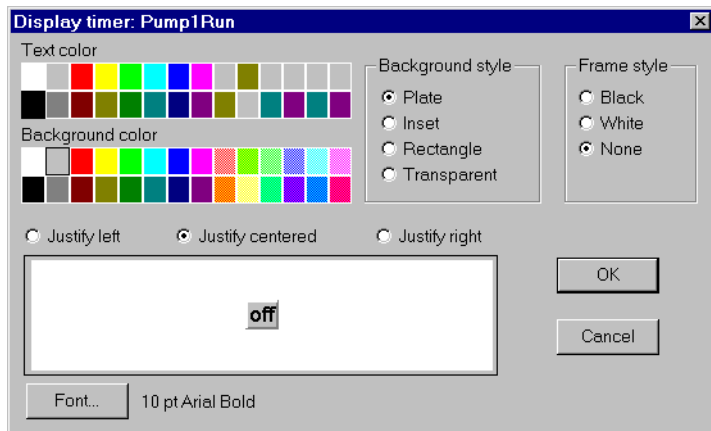 Display timer: Pump1Run
Text color
Background color
Background style
Plate
Inset
Rectangle
Transparent
Frame style
Black
White
None
Justify left
Justify centered
Justify right
off
OK
Cancel
Font...
10 pt Arial Bold